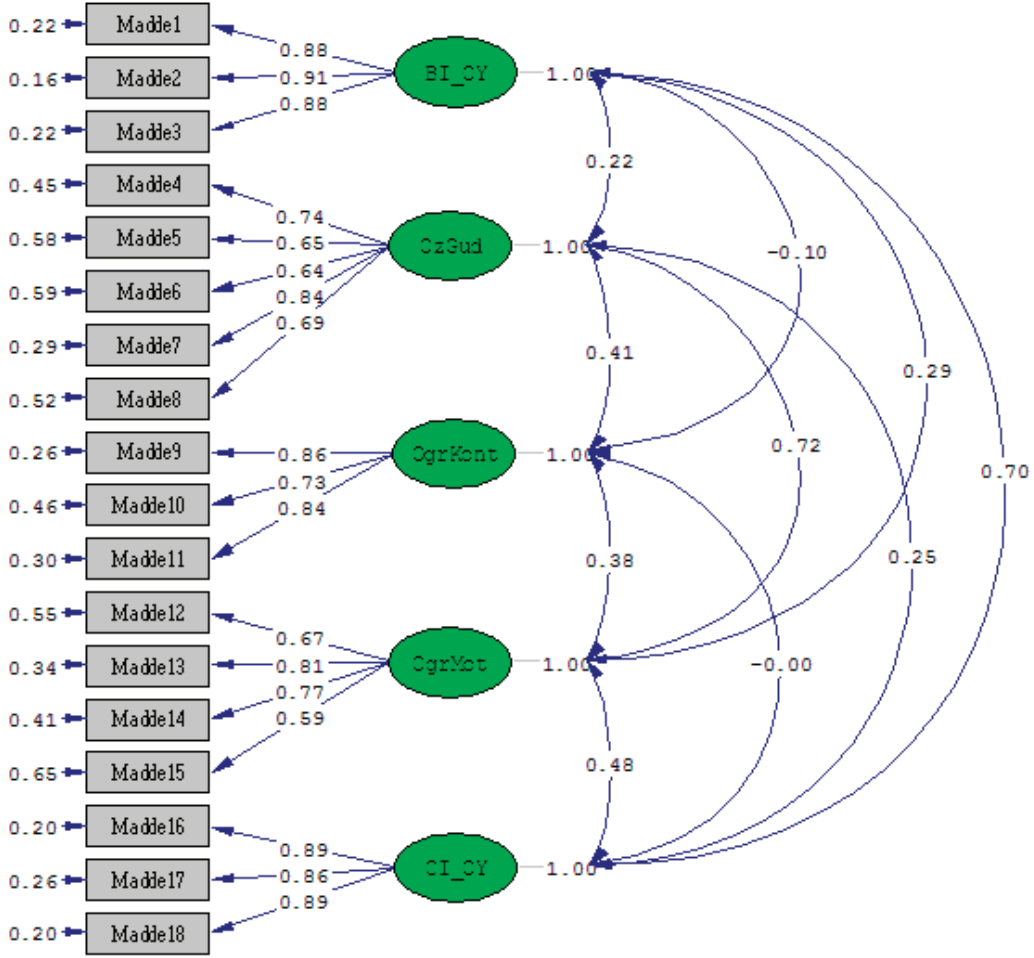 0.22 Madde1
0.88
BI_CY 1.00
0.16 Madde2
0.91
0.22 Madde3
0.88
0.22
0.45 Madde4
0.74
0.58 Madde5
0.65
CzGud 1.00
-0.10
0.59 Madde6
0.64
0.29 Madde7
0.84
0.69
0.41
0.29
0.52 Madde8
0.26 Madde9
0.86
CgrKont 1.00
0.72
0.70
0.46 Madde10
0.73
0.30 Madde11
0.84
0.38
0.25
0.55 Madde12
0.67
0.34 Madde13
0.81
CgrMot 1.00
-0.00
0.41 Madde14
0.77
0.59
0.65 Madde15
0.48
0.20 Madde16
0.89
0.26 Madde17
0.86
CI_CY 1.00
0.20 Madde18
0.89